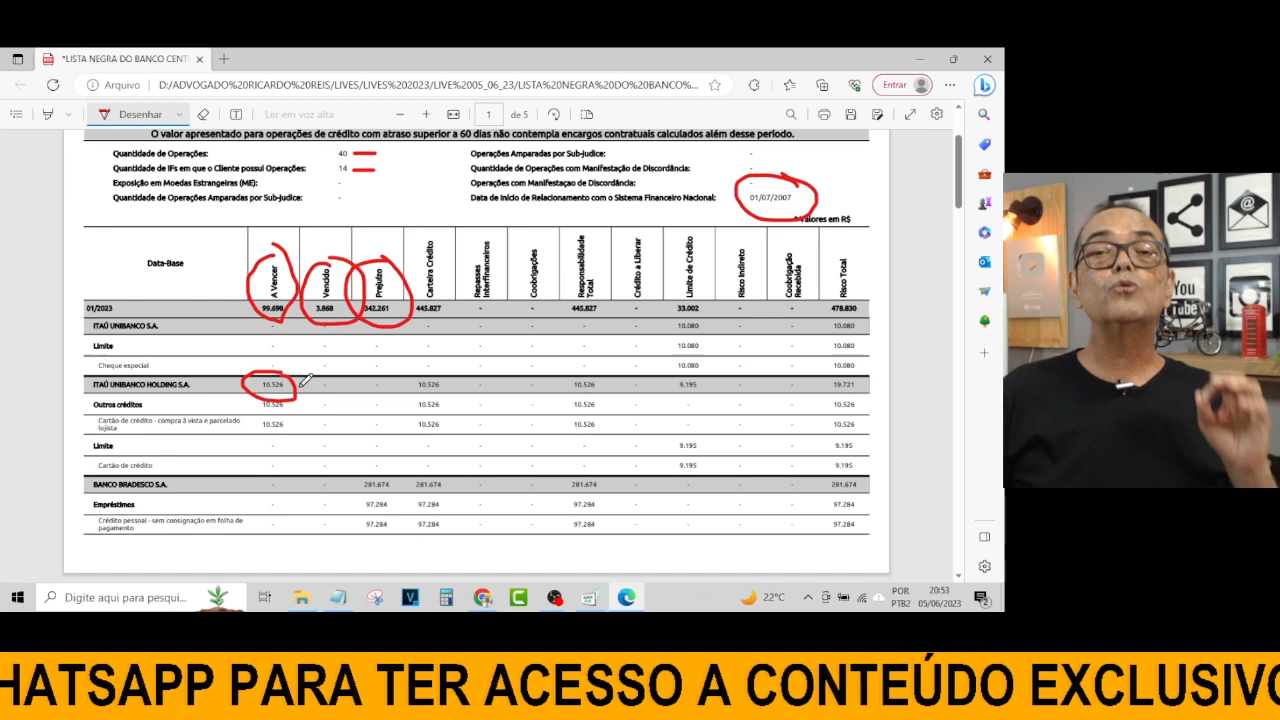 *LISTA NEGRA DO BANCO CENT
Arquivo D:/ADVOGADO%20RICARDO%20REIS/LIVES/LIVES%202023/LIVE%2005_06_23/LISTA%20NEGRA%20DO%20BANCO%... Entrar
Desenhar Ler em voz alta 1 de 5
O valor apresentado para operações de crédito com atraso superior a 60 dias não contempla encargos contratuais calculados além desse período.
Quantidade de Operações: 40 Operações Amparadas por Sub-Judice: -
Quantidade de IFs em que o Cliente possui Operações: 14 Quantidade de Operações com Manifestação de Discordância: -
Exposição em Moedas Estrangeiras (ME): - Operações com Manifestaçao de Discordância: -
Quantidade de Operações Amparadas por Sub-Judice: - Data de Início de Relacionamento com o Sistema Financeiro Nacional: 01/07/2007
* Valores em R$
Data-Base A Vencer Vencido Prejuízo Carteira Crédito Repasses Interfinanceiros Coobrigações Responsabilidade Total Crédito a Liberar Limite de Crédito Risco Indireto Coobrigação Recebida Risco Total
01/2023 99.698 3.868 342.261 445.827 - - 445.827 - 33.002 - - 478.830
ITAÚ UNIBANCO S.A. - - - - - - - - 10.080 - - 10.080
Limite - - - - - - - - 10.080 - - 10.080
Cheque especial - - - - - - - - 10.080 - - 10.080
ITAÚ UNIBANCO HOLDING S.A. 10.526 - - 10.526 - - 10.526 - 9.195 - - 19.721
Outros créditos 10.526 - - 10.526 - - 10.526 - - - - 10.526
Cartão de crédito - compra à vista e parcelado lojista 10.526 - - 10.526 - - 10.526 - - - - 10.526
Limite - - - - - - - - 9.195 - - 9.195
Cartão de crédito - - - - - - - - 9.195 - - 9.195
BANCO BRADESCO S.A. - - 281.674 281.674 - - 281.674 - - - - 281.674
Empréstimos - - 97.284 97.284 - - 97.284 - - - - 97.284
Crédito pessoal - sem consignação em folha de pagamento - - 97.284 97.284 - - 97.284 - - - - 97.284
You
Tube
Digite aqui para pesqui... 22°C POR 20:53
PTB2 05/06/2023 2
HATSAPP PARA TER ACESSO A CONTEÚDO EXCLUSIVO